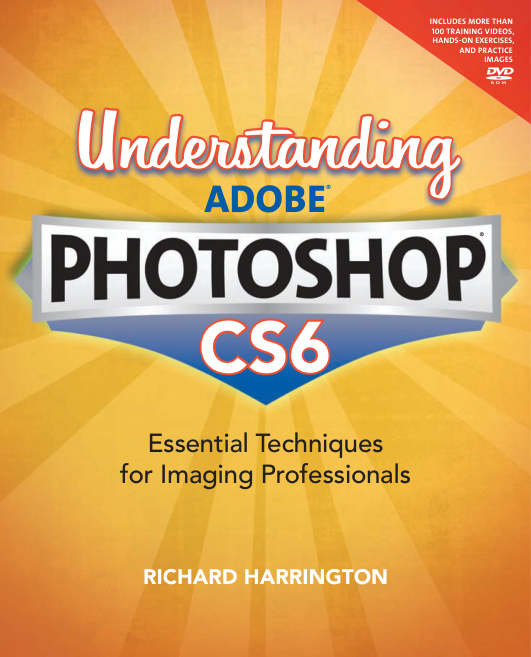 INCLUDES MORE THAN
100 TRAINING VIDEOS,
HANDS-ON EXERCISES,
AND PRACTICE
IMAGES
DVD
ROM
Understanding
ADOBE®
PHOTOSHOP®
CS6
Essential Techniques
for Imaging Professionals
RICHARD HARRINGTON